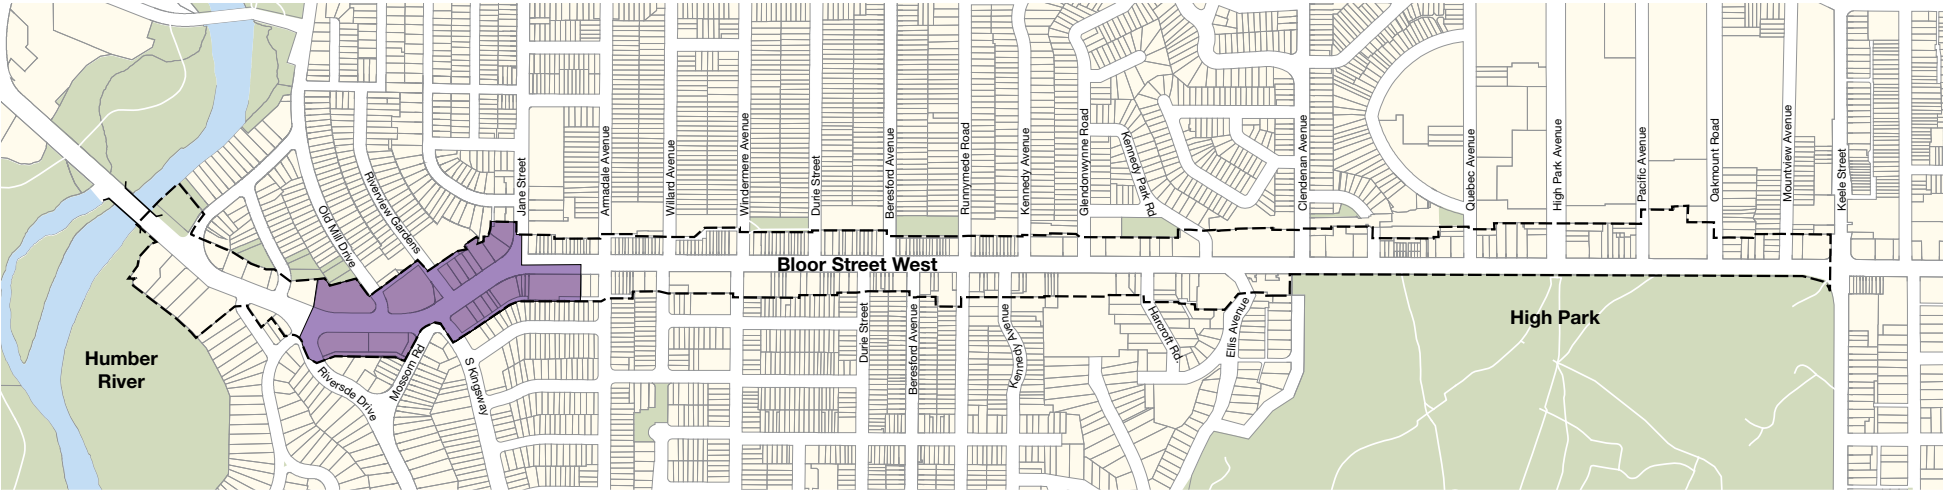 Jane Street
Armadale Avenue
Willard Avenue
Windermere Avenue
Durie Street
Beresford Avenue
Runnymede Road
Kennedy Avenue
Glendonwynne Road
Kennedy Park Rd
Clendenan Avenue
Quebec Avenue
High Park Avenue
Pacific Avenue
Oakmount Road
Mountview Avenue
Keele Street
Old Mill Drive
Riverview Gardens
Bloor Street West
High Park
Humber
River
Riversde Drive
Mossom Rd
S Kingsway
Durie Street
Beresford Avenue
Kennedy Avenue
Harcroft Rd.
Ellis Avenue